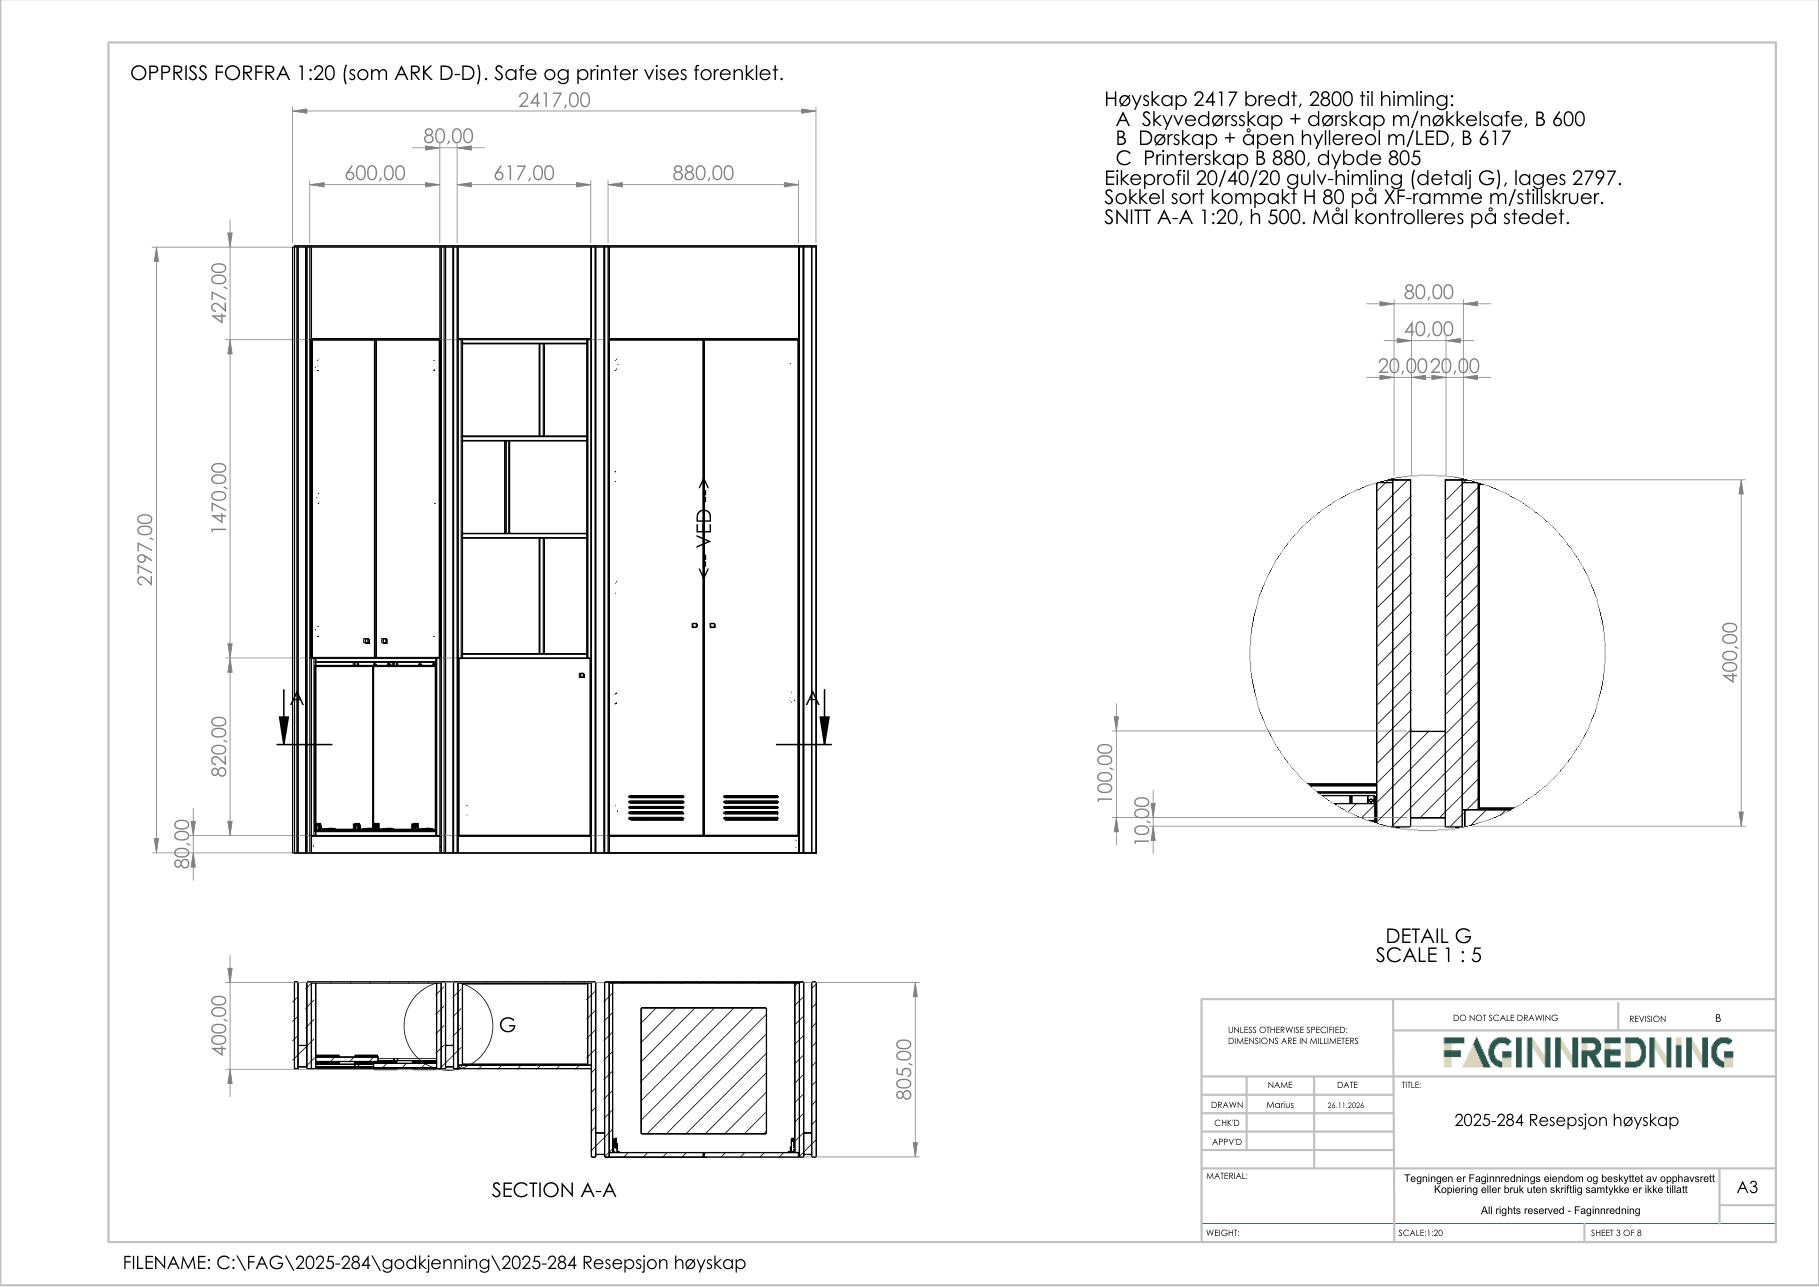 OPPRISS FORFRA 1:20 (som ARK D-D). Safe og printer vises forenklet.
2417,00
80,00
600,00
617,00
880,00
427,00
1470,00
2797,00
820,00
80,00
VED
A
A
Høyskap 2417 bredt, 2800 til himling:
A Skyvedørsskap + dørskap m/nøkkelsafe, B 600
B Dørskap + åpen hyllereol m/LED, B 617
C Printerskap B 880, dybde 805
Eikeprofil 20/40/20 gulv-himling (detalj G), lages 2797.
Sokkel sort kompakt H 80 på XF-ramme m/stillskruer.
SNITT A-A 1:20, h 500. Mål kontrolleres på stedet.
80,00
40,00
20,00 20,00
400,00
100,00
10,00
DETAIL G
SCALE 1 : 5
400,00
G
805,00
SECTION A-A
UNLESS OTHERWISE SPECIFIED:
DIMENSIONS ARE IN MILLIMETERS
DO NOT SCALE DRAWING
REVISION B
FAGINNREDNING
NAME DATE
DRAWN Marius 26.11.2026
CHK'D
APPV'D
TITLE:
2025-284 Resepsjon høyskap
MATERIAL:
Tegningen er Faginnrednings eiendom og beskyttet av opphavsrett
Kopiering eller bruk uten skriftlig samtykke er ikke tillatt
All rights reserved - Faginnredning
A3
WEIGHT:
SCALE:1:20
SHEET 3 OF 8
FILENAME: C:\FAG\2025-284\godkjenning\2025-284 Resepsjon høyskap